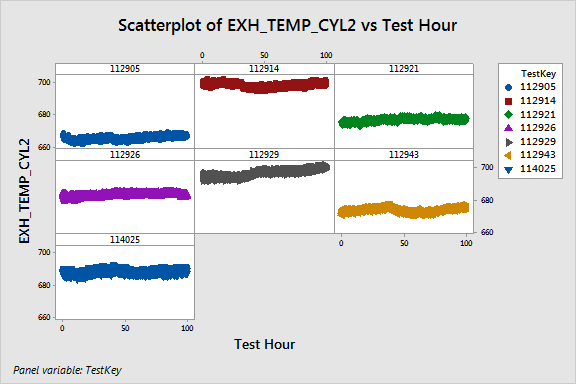 Scatterplot of EXH_TEMP_CYL2 vs Test Hour
0 50 100
112905 112914 112921
700
680
660
112926 112929 112943
700
680
660
0 50 100
114025
700
680
660
0 50 100
EXH_TEMP_CYL2
Test Hour
TestKey
112905
112914
112921
112926
112929
112943
114025
Panel variable: TestKey